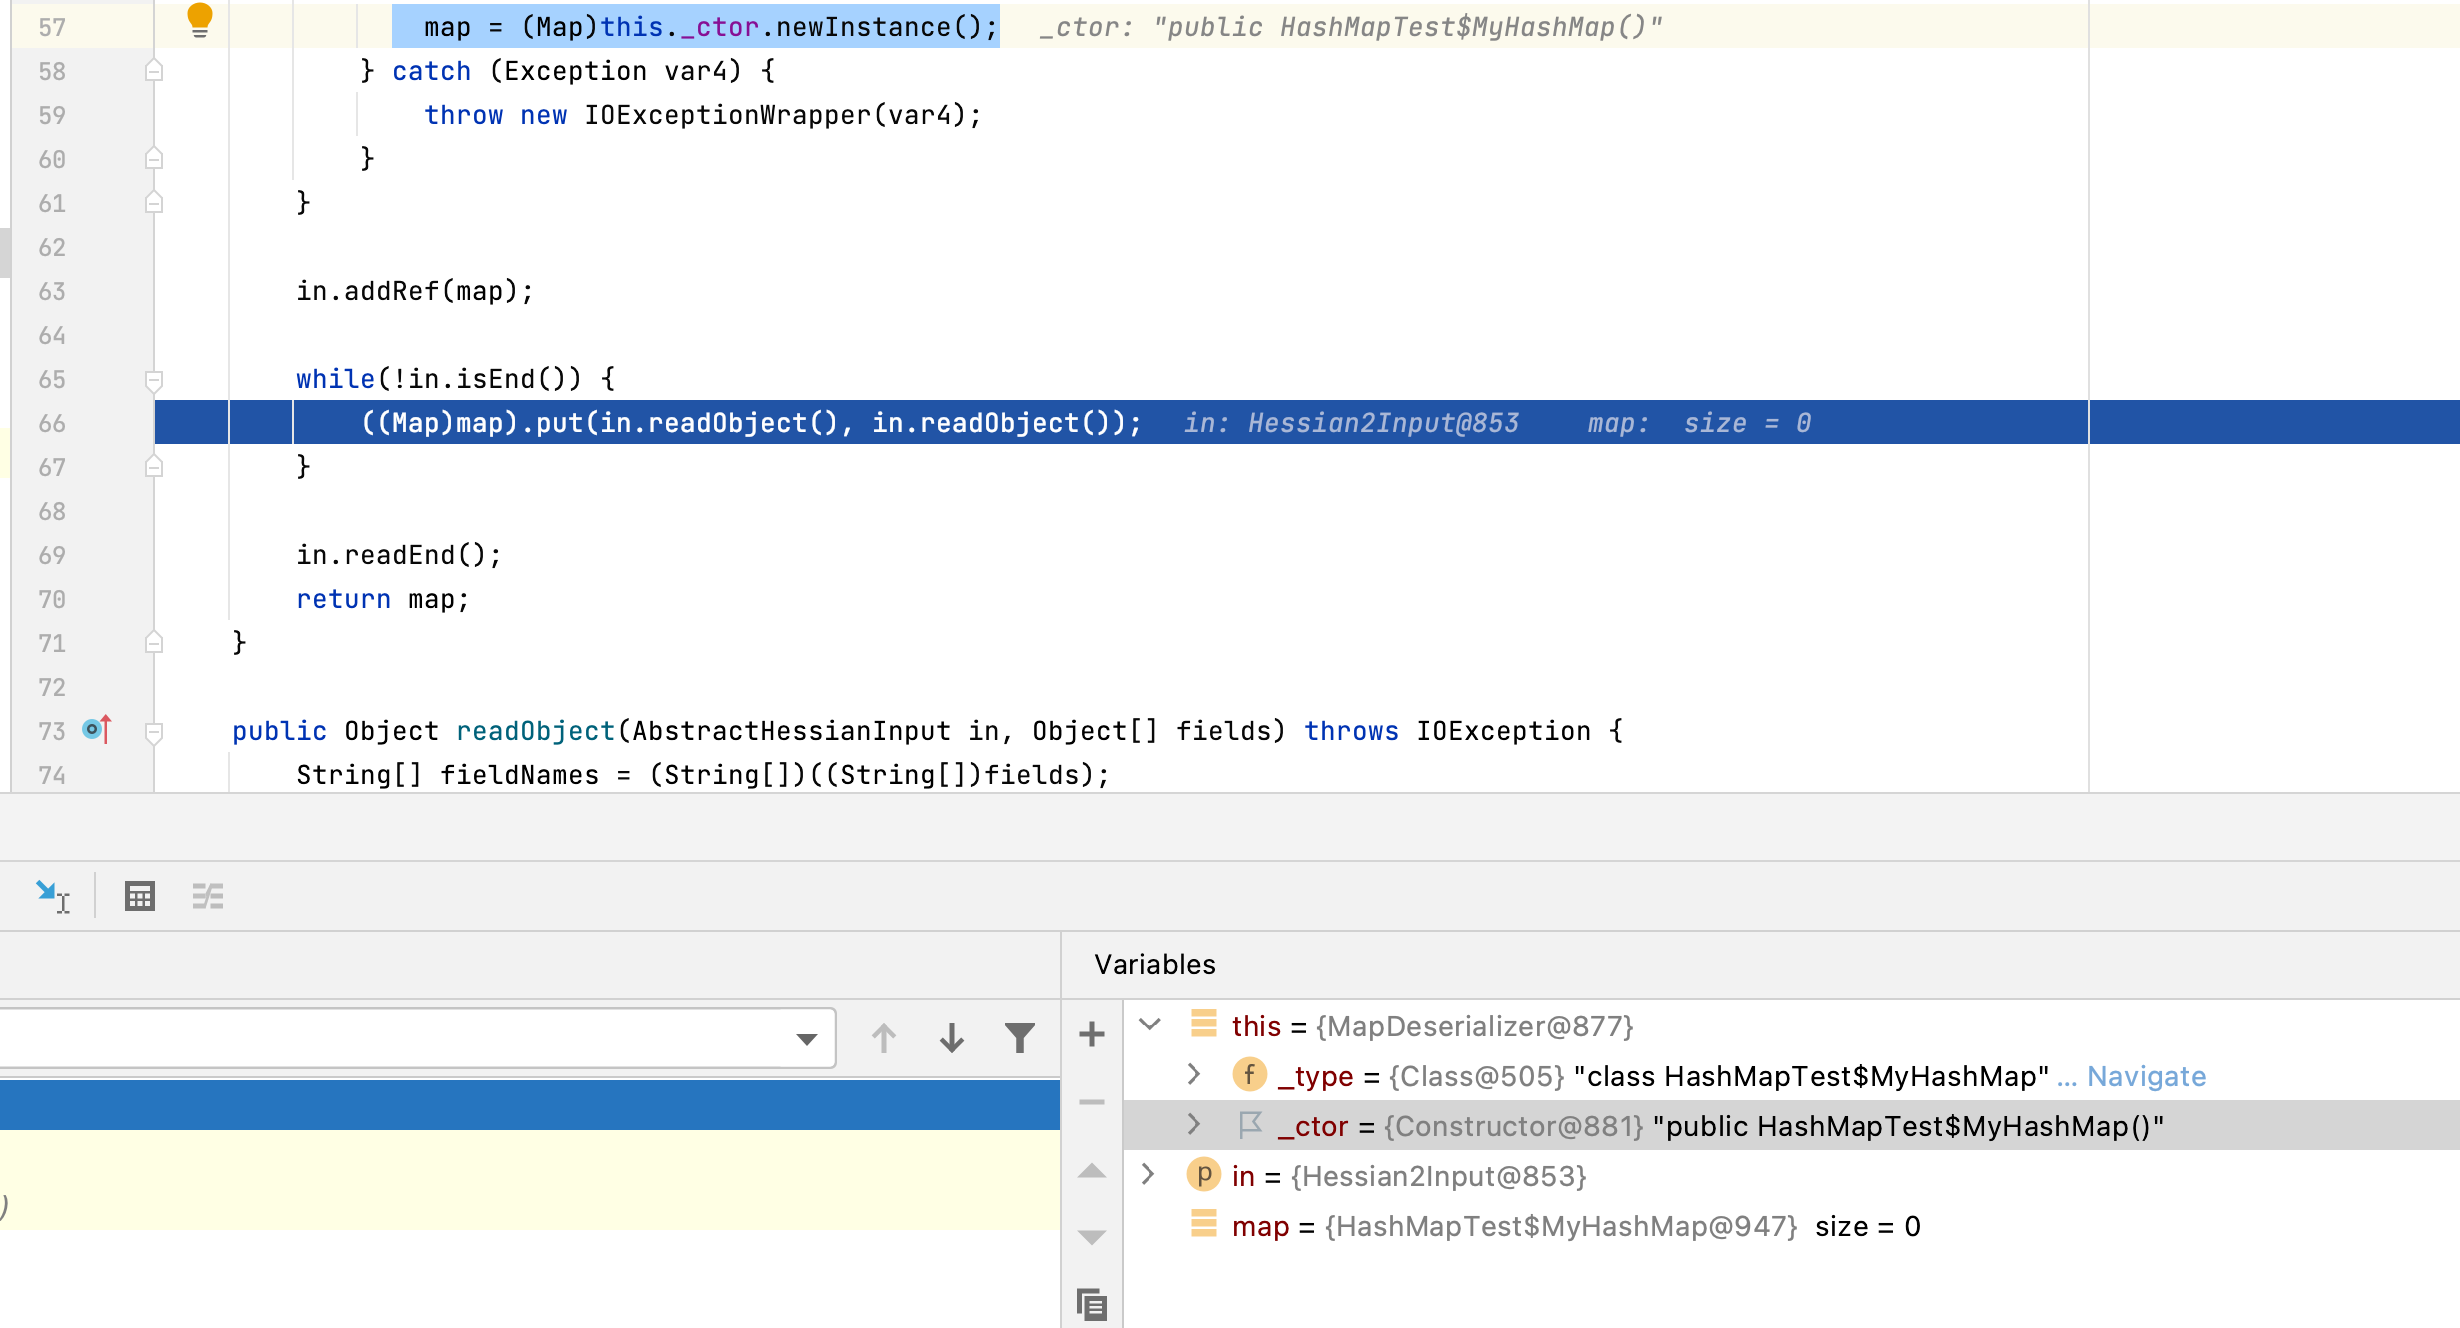 57 map = (Map)this._ctor.newInstance(); _ctor: "public HashMapTest$MyHashMap()"
58 } catch (Exception var4) {
59 throw new IOExceptionWrapper(var4);
60 }
61 }
62
63 in.addRef(map);
64
65 while(!in.isEnd()) {
66 ((Map)map).put(in.readObject(), in.readObject()); in: Hessian2Input@853 map: size = 0
67 }
68
69 in.readEnd();
70 return map;
71 }
72
73 public Object readObject(AbstractHessianInput in, Object[] fields) throws IOException {
74 String[] fieldNames = (String[])((String[])fields);
Variables
this = {MapDeserializer@877}
f _type = {Class@505} "class HashMapTest$MyHashMap" ... Navigate
_ctor = {Constructor@881} "public HashMapTest$MyHashMap()"
p in = {Hessian2Input@853}
)
map = {HashMapTest$MyHashMap@947} size = 0